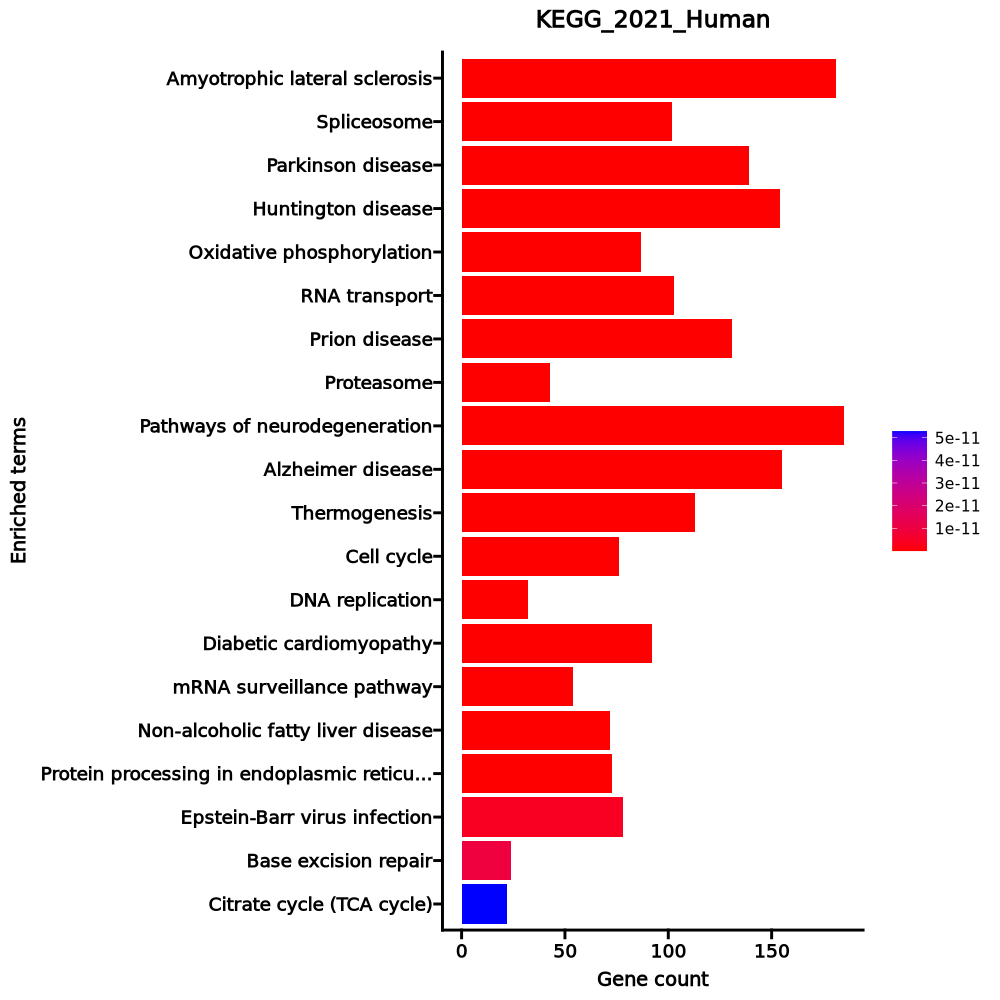 KEGG_2021_Human
Amyotrophic lateral sclerosis
Spliceosome
Parkinson disease
Huntington disease
Oxidative phosphorylation
RNA transport
Prion disease
Proteasome
Pathways of neurodegeneration
Alzheimer disease
Thermogenesis
Cell cycle
DNA replication
Diabetic cardiomyopathy
mRNA surveillance pathway
Non-alcoholic fatty liver disease
Protein processing in endoplasmic reticu...
Epstein-Barr virus infection
Base excision repair
Citrate cycle (TCA cycle)
Enriched terms
0 50 100 150
Gene count
5e-11
4e-11
3e-11
2e-11
1e-11